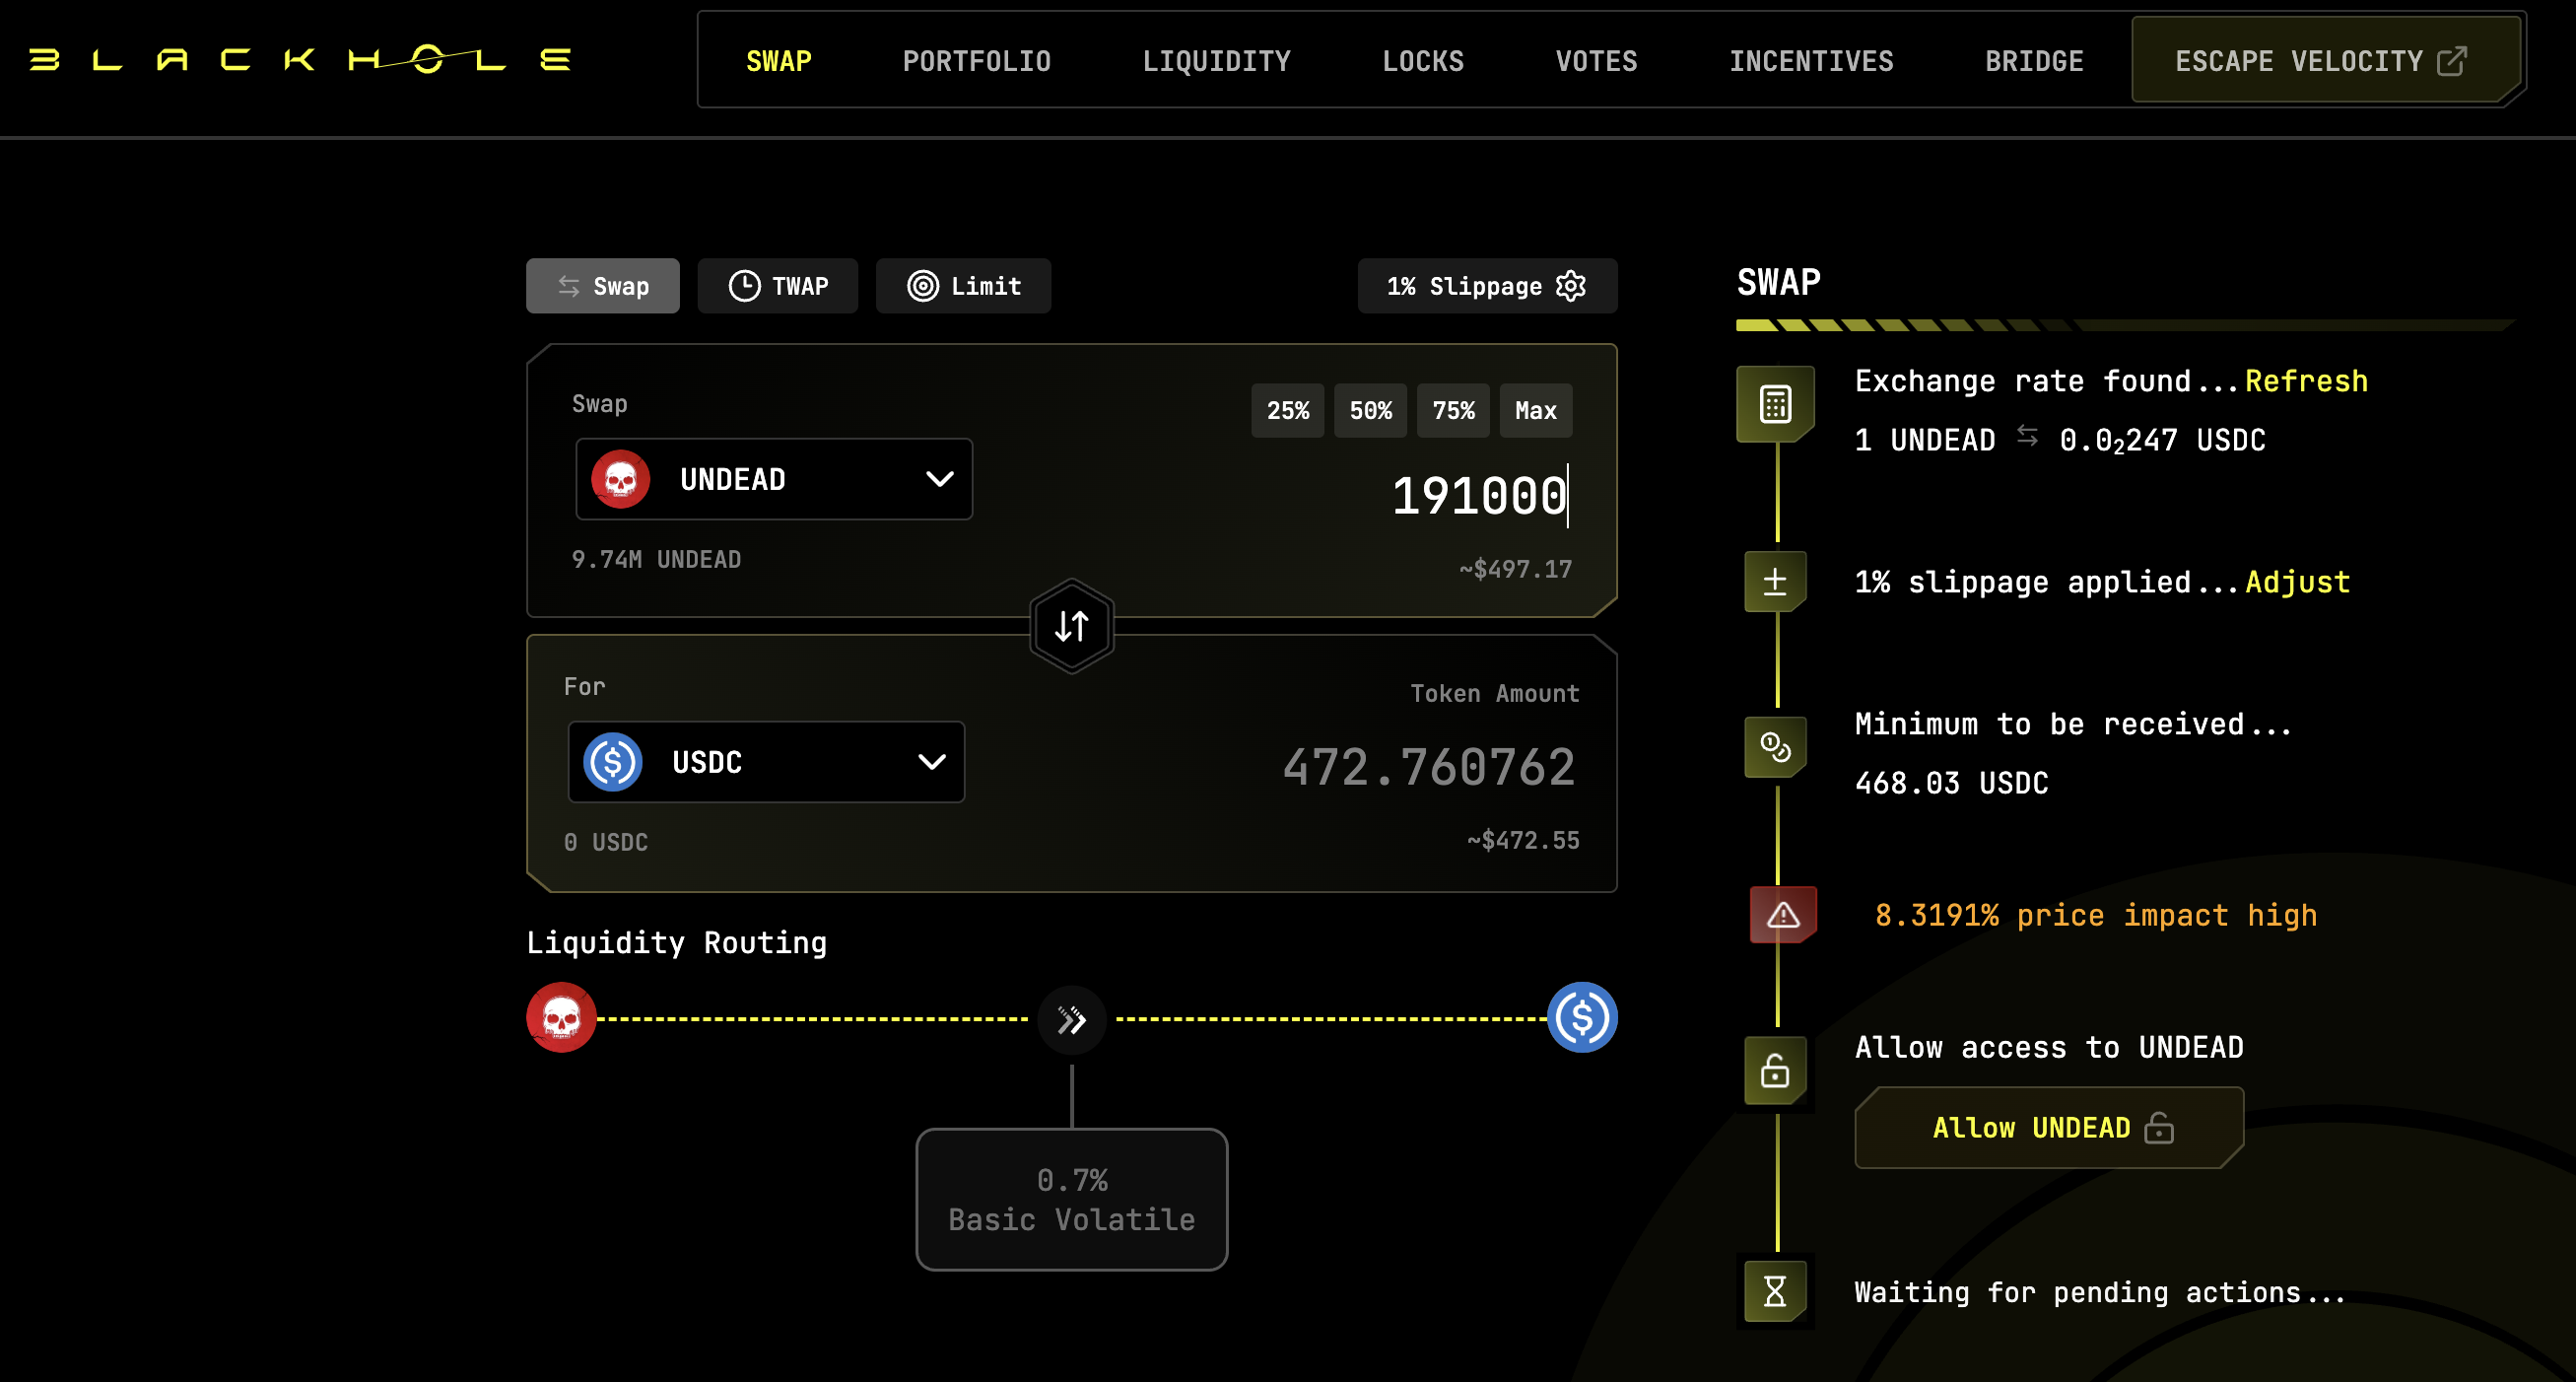 BLACKHOLE
SWAP PORTFOLIO LIQUIDITY LOCKS VOTES INCENTIVES BRIDGE ESCAPE VELOCITY
Swap TWAP Limit 1% Slippage
Swap
25% 50% 75% Max
UNDEAD
191000
9.74M UNDEAD
~$497.17
For
Token Amount
USDC
472.760762
0 USDC
~$472.55
Liquidity Routing
0.7%
Basic Volatile
SWAP
Exchange rate found...Refresh
1 UNDEAD ⇆ 0.0₂247 USDC
1% slippage applied...Adjust
Minimum to be received...
468.03 USDC
8.3191% price impact high
Allow access to UNDEAD
Allow UNDEAD
Waiting for pending actions...